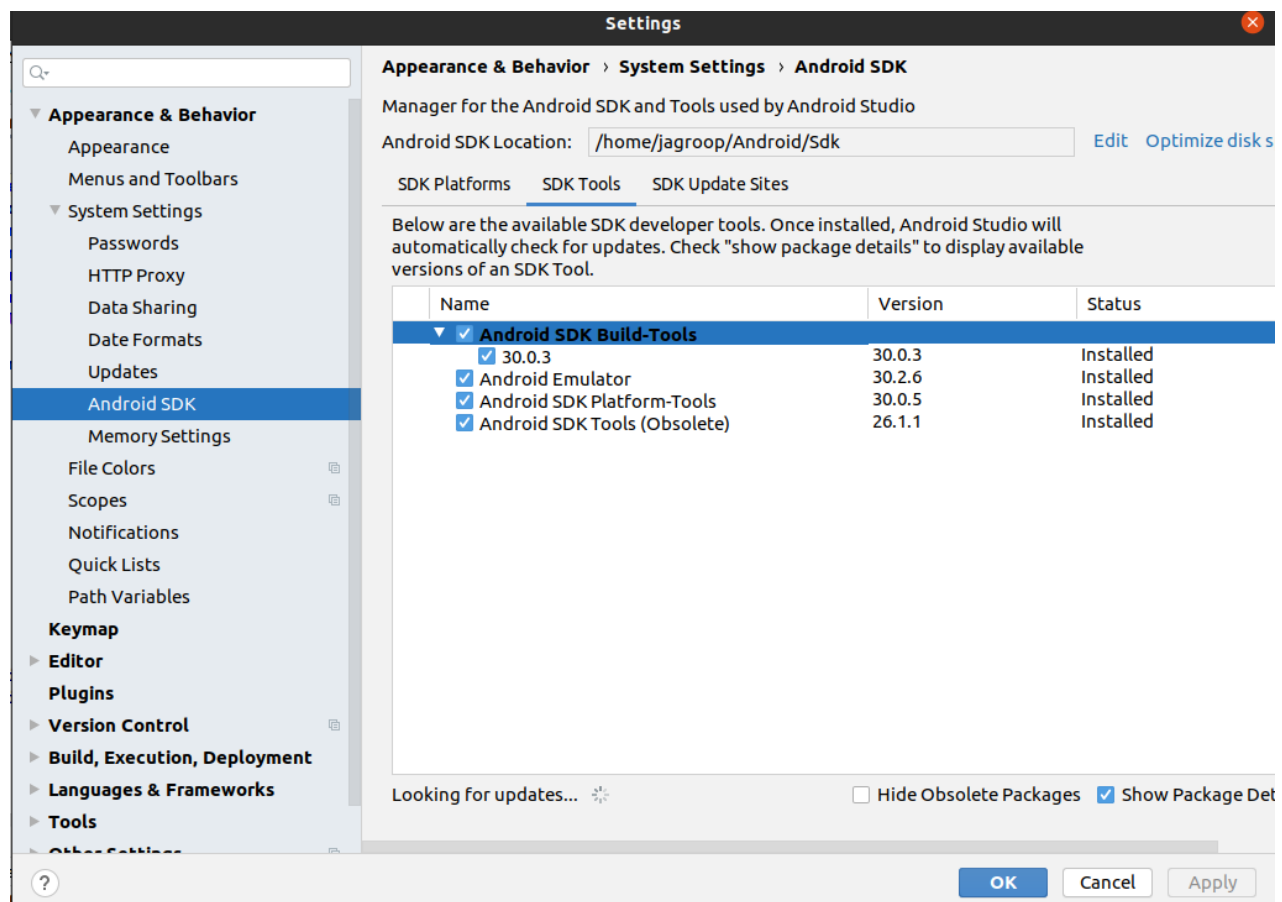 Settings
Appearance & Behavior
Appearance
Menus and Toolbars
System Settings
Passwords
HTTP Proxy
Data Sharing
Date Formats
Updates
Android SDK
Memory Settings
File Colors
Scopes
Notifications
Quick Lists
Path Variables
Keymap
Editor
Plugins
Version Control
Build, Execution, Deployment
Languages & Frameworks
Tools
Other Settings
Appearance & Behavior › System Settings › Android SDK
Manager for the Android SDK and Tools used by Android Studio
Android SDK Location: /home/jagroop/Android/Sdk Edit Optimize disk s
SDK Platforms SDK Tools SDK Update Sites
Below are the available SDK developer tools. Once installed, Android Studio will
automatically check for updates. Check "show package details" to display available
versions of an SDK Tool.
Name Version Status
Android SDK Build-Tools
30.0.3 30.0.3 Installed
Android Emulator 30.2.6 Installed
Android SDK Platform-Tools 30.0.5 Installed
Android SDK Tools (Obsolete) 26.1.1 Installed
Looking for updates... Hide Obsolete Packages Show Package Det
? OK Cancel Apply